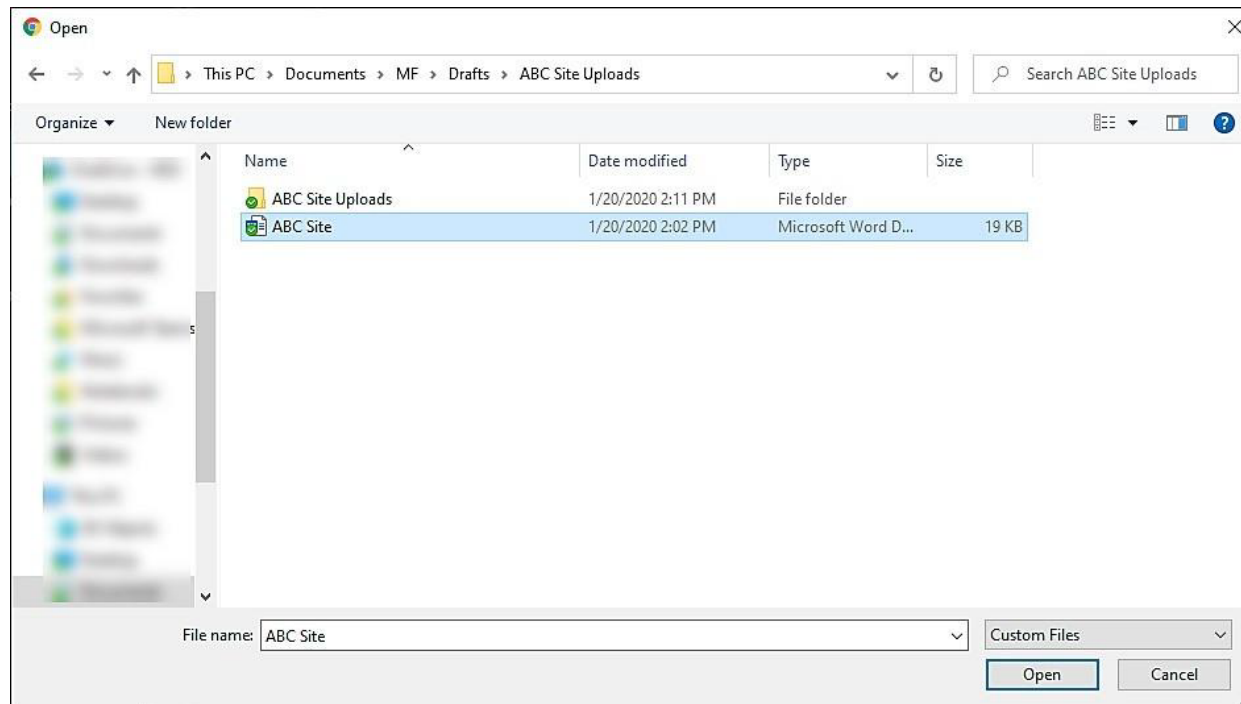 Open
This PC > Documents > MF > Drafts > ABC Site Uploads
Search ABC Site Uploads
Organize
New folder
Name
Date modified
Type
Size
ABC Site Uploads
1/20/2020 2:11 PM
File folder
ABC Site
1/20/2020 2:02 PM
Microsoft Word D...
19 KB
File name:
ABC Site
Custom Files
Open
Cancel